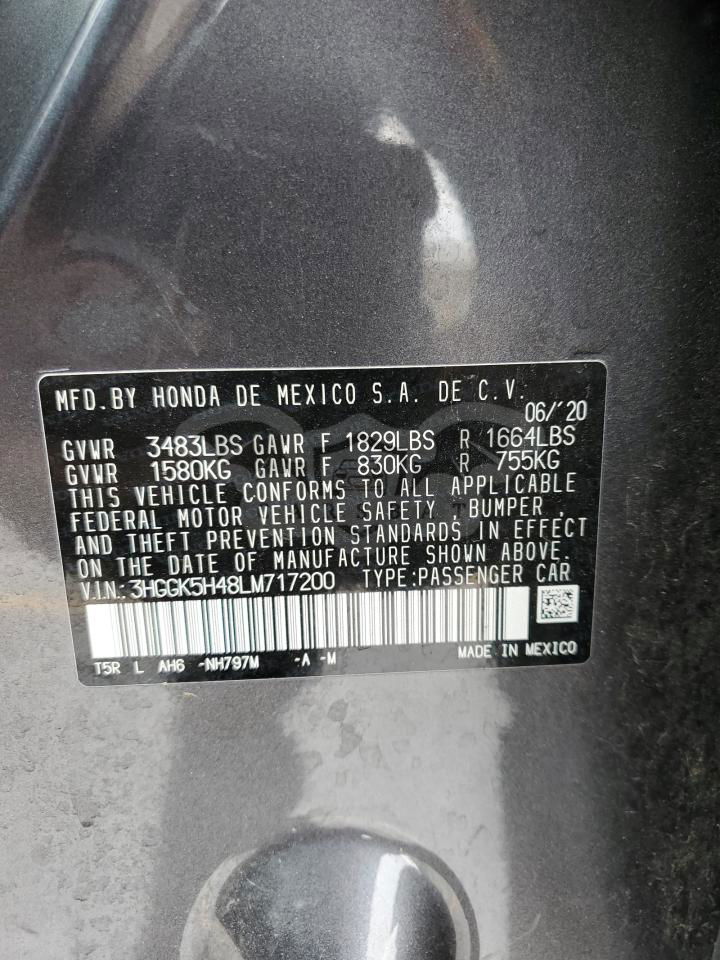 MFD. BY HONDA DE MEXICO S.A. DE C.V.
06/'20
GVWR 3483LBS GAWR F 1829LBS R 1664LBS
GVWR 1580KG GAWR F 830KG R 755KG
THIS VEHICLE CONFORMS TO ALL APPLICABLE
FEDERAL MOTOR VEHICLE SAFETY , BUMPER ,
AND THEFT PREVENTION STANDARDS IN EFFECT
ON THE DATE OF MANUFACTURE SHOWN ABOVE.
V.I.N.: 3HGGK5H48LM717200 TYPE: PASSENGER CAR
T5R L AH6 -NH797M -A -M MADE IN MEXICO